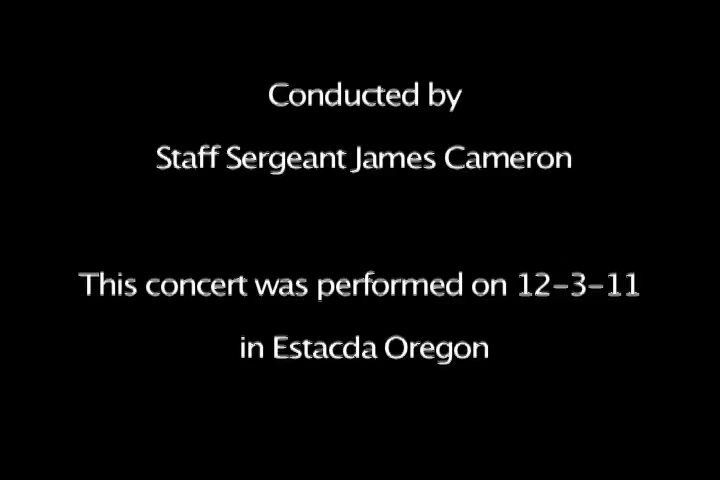 Conducted by
Staff Sergeant James Cameron
This concert was performed on 12-3-11
in Estacda Oregon